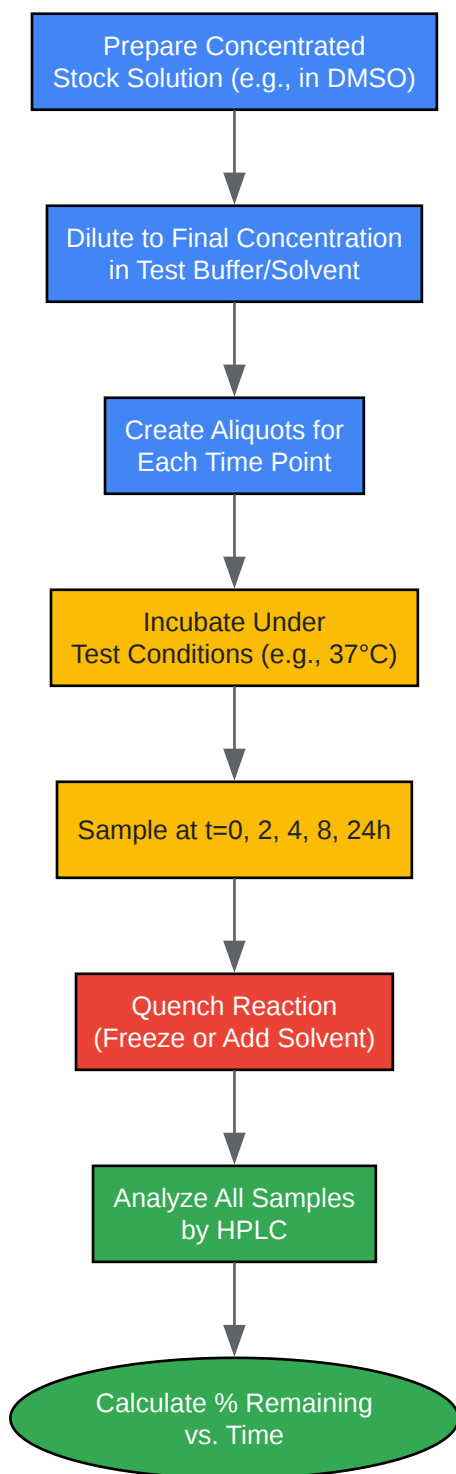 Prepare Concentrated
Stock Solution (e.g., in DMSO)
Dilute to Final Concentration
in Test Buffer/Solvent
Create Aliquots for
Each Time Point
Incubate Under
Test Conditions (e.g., 37°C)
Sample at t=0, 2, 4, 8, 24h
Quench Reaction
(Freeze or Add Solvent)
Analyze All Samples
by HPLC
Calculate % Remaining
vs. Time